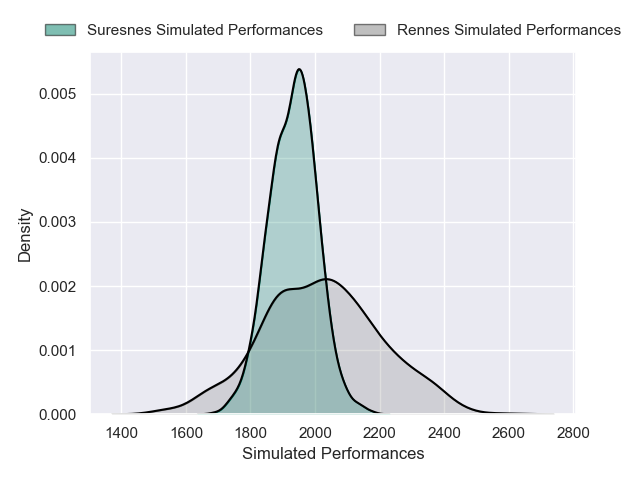 Suresnes Simulated Performances Rennes Simulated Performances
0.005
0.004
0.003
0.002
0.001
0.000
Density
1400 1600 1800 2000 2200 2400 2600 2800
Simulated Performances